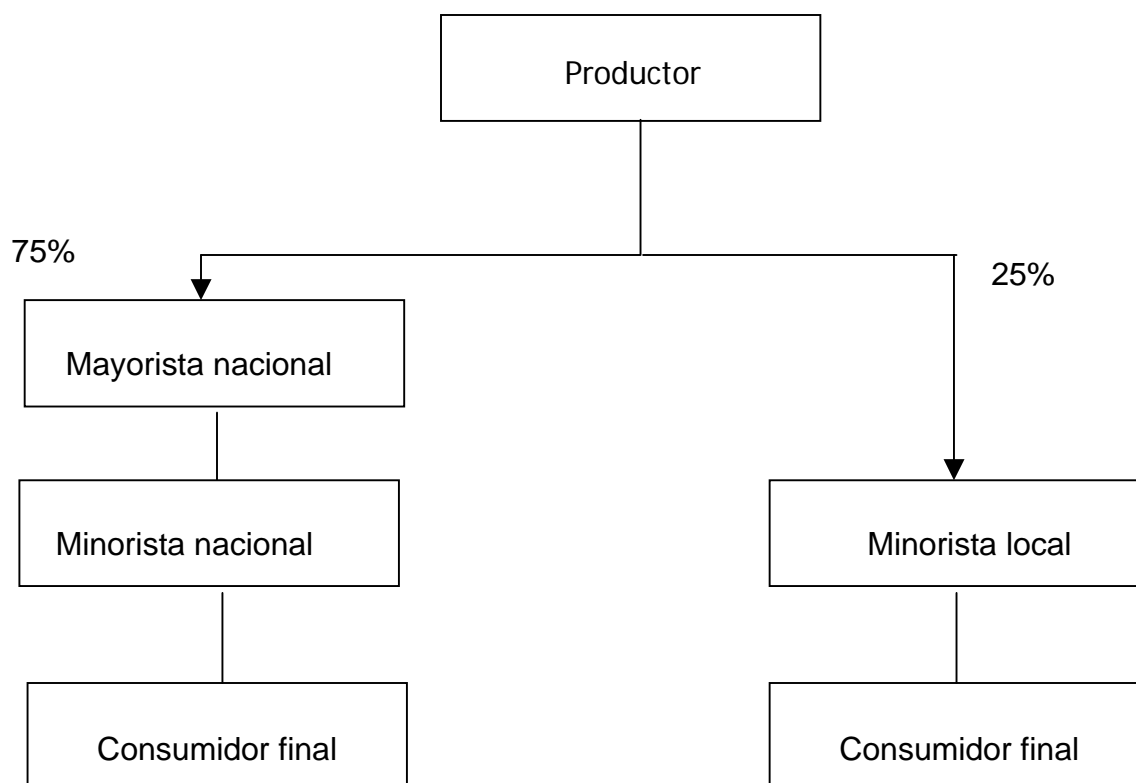 Productor
75%
25%
Mayorista nacional
Minorista nacional
Minorista local
Consumidor final
Consumidor final